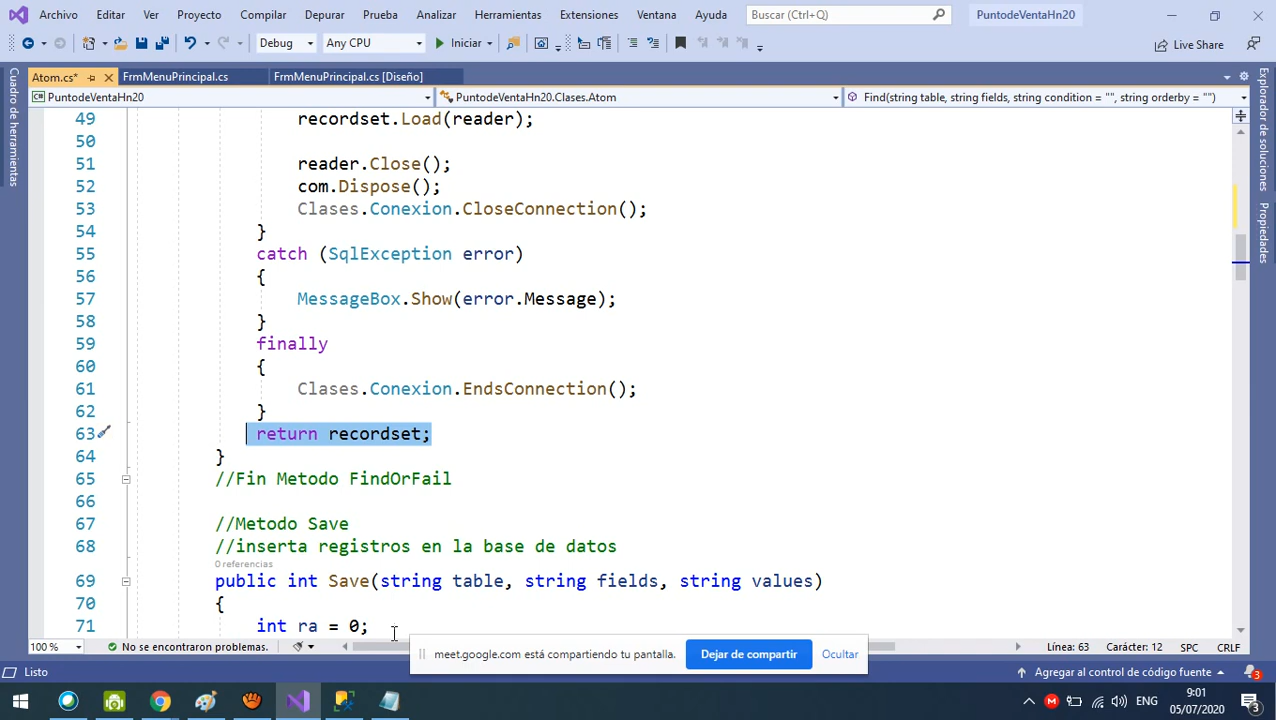 Archivo Editar Ver Proyecto Compilar Depurar Prueba Analizar Herramientas Extensiones Ventana Ayuda Buscar (Ctrl+Q) PuntodeVentaHn20
Debug Any CPU Iniciar Live Share
Atom.cs* FrmMenuPrincipal.cs FrmMenuPrincipal.cs [Diseño]
PuntodeVentaHn20 PuntodeVentaHn20.Clases.Atom Find(string table, string fields, string condition = "", string orderby = "")
Cuadro de herramientas
Explorador de soluciones
Propiedades
49 recordset.Load(reader);
50
51 reader.Close();
52 com.Dispose();
53 Clases.Conexion.CloseConnection();
54 }
55 catch (SqlException error)
56 {
57 MessageBox.Show(error.Message);
58 }
59 finally
60 {
61 Clases.Conexion.EndsConnection();
62 }
63 return recordset;
64 }
65 //Fin Metodo FindOrFail
66
67 //Metodo Save
68 //inserta registros en la base de datos
0 referencias
69 public int Save(string table, string fields, string values)
70 {
71 int ra = 0;
100 % No se encontraron problemas. Línea: 63 Carácter: 12 SPC CRLF
meet.google.com está compartiendo tu pantalla. Dejar de compartir Ocultar
Listo Agregar al control de código fuente 3
ENG 9:01
05/07/2020 3